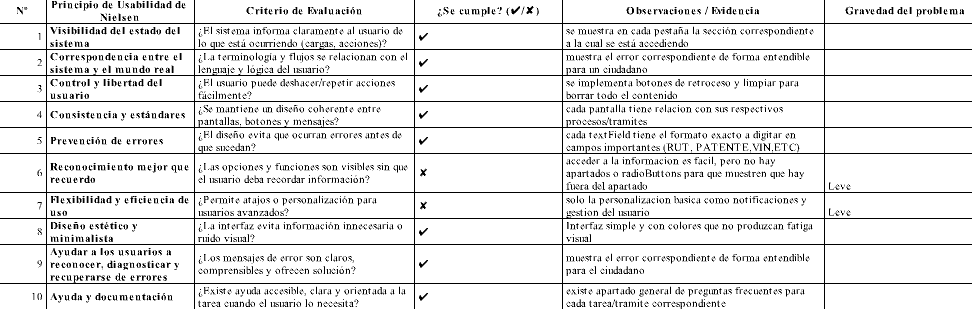 Nº
Principio de Usabilidad de
Nielsen
Criterio de Evaluación
¿Se cumple? (✔/✘)
Observaciones / Evidencia
Gravedad del problema
1
Visibilidad del estado del
sistema
¿El sistema informa claramente al usuario de
lo que está ocurriendo (cargas, acciones)?
✔
se muestra en cada pestaña la sección correspondiente
a la cual se está accediendo
2
Correspondencia entre el
sistema y el mundo real
¿La terminología y flujos se relacionan con el
lenguaje y lógica del usuario?
✔
muestra el error correspondiente de forma entendible
para un ciudadano
3
Control y libertad del
usuario
¿El usuario puede deshacer/repetir acciones
fácilmente?
✔
se implementa botones de retroceso y limpiar para
borrar todo el contenido
4
Consistencia y estándares
¿Se mantiene un diseño coherente entre
pantallas, botones y mensajes?
✔
cada pantalla tiene relacion con sus respectivos
procesos/tramites
5
Prevención de errores
¿El diseño evita que ocurran errores antes de
que sucedan?
✔
cada textField tiene el formato exacto a digitar en
campos importantes (RUT, PATENTE,VIN,ETC)
6
Reconocimiento mejor que
recuerdo
¿Las opciones y funciones son visibles sin que
el usuario deba recordar información?
✘
acceder a la informacion es facil, pero no hay
apartados o radioButtons para que muestren que hay
fuera del apartado
Leve
7
Flexibilidad y eficiencia de
uso
¿Permite atajos o personalización para
usuarios avanzados?
✘
solo la personalizacion basica como notificaciones y
gestion del usuario
Leve
8
Diseño estético y
minimalista
¿La interfaz evita información innecesaria o
ruido visual?
✔
Interfaz simple y con colores que no produzcan fatiga
visual
9
Ayudar a los usuarios a
reconocer, diagnosticar y
recuperarse de errores
¿Los mensajes de error son claros,
comprensibles y ofrecen solución?
✔
muestra el error correspondiente de forma entendible
para el ciudadano
10
Ayuda y documentación
¿Existe ayuda accesible, clara y orientada a la
tarea cuando el usuario lo necesita?
✔
existe apartado general de preguntas frecuentes para
cada tarea/tramite correspondiente